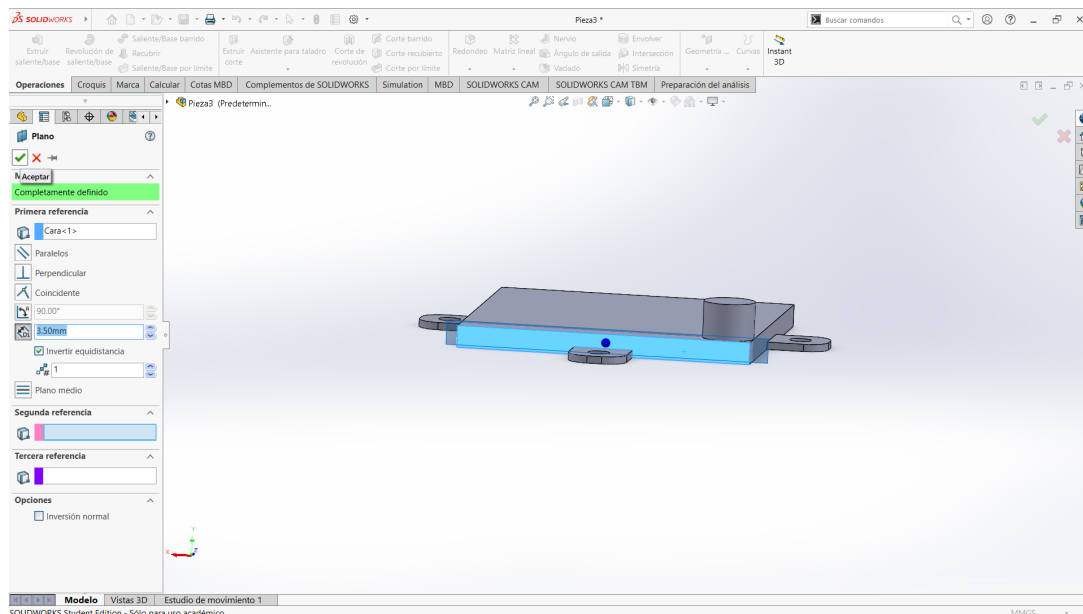 SOLIDWORKS
Pieza3 *
Buscar comandos
Extruir saliente/base
Revolución de saliente/base
Saliente/Base barrido
Recubrir
Saliente/Base por límite
Extruir corte
Asistente para taladro
Corte de revolución
Corte barrido
Corte recubierto
Corte por límite
Redondeo
Matriz lineal
Nervio
Ángulo de salida
Vaciado
Envolver
Intersección
Simetría
Geometría ...
Curvas
Instant 3D
Operaciones
Croquis
Marca
Calcular
Cotas MBD
Complementos de SOLIDWORKS
Simulation
MBD
SOLIDWORKS CAM
SOLIDWORKS CAM TBM
Preparación del análisis
Pieza3 (Predetermin...
Plano
Aceptar
Completamente definido
Primera referencia
Cara<1>
Paralelos
Perpendicular
Coincidente
90.00°
3.50mm
Invertir equidistancia
1
Plano medio
Segunda referencia
Tercera referencia
Opciones
Inversión normal
Y
X
Z
Modelo
Vistas 3D
Estudio de movimiento 1
SOLIDWORKS Student Edition - Sólo para uso académico
MMGS